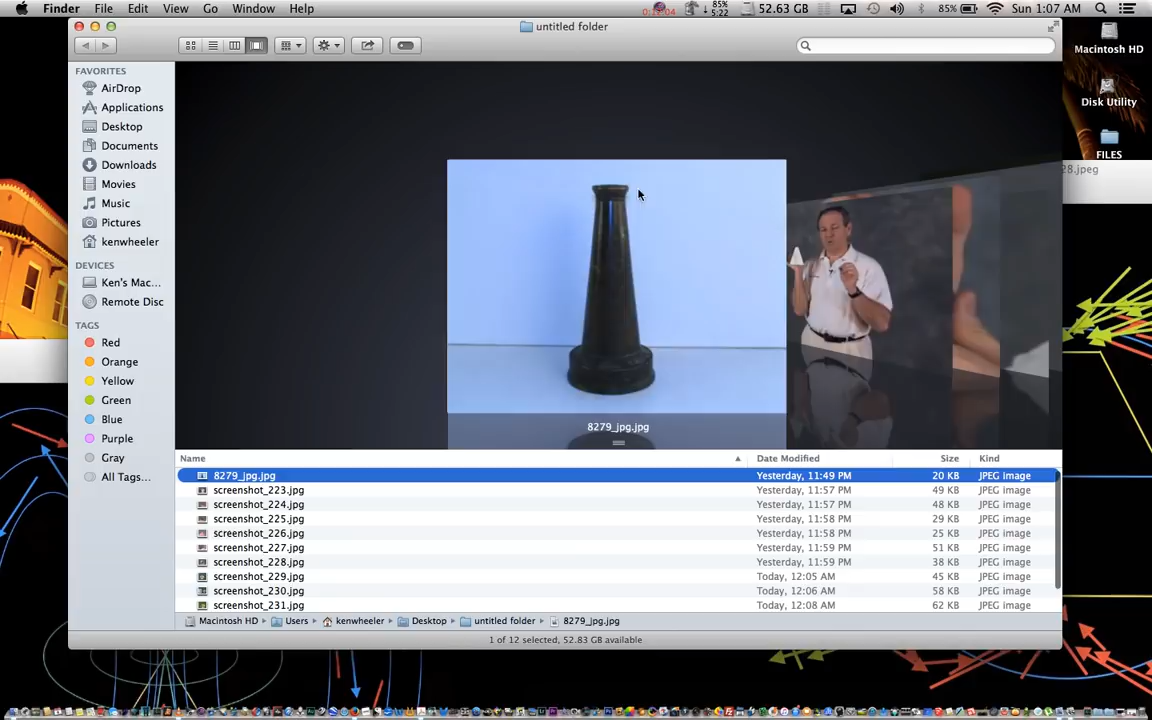 Finder File Edit View Go Window Help 85% 5:22 52.63 GB 85% Sun 1:07 AM
untitled folder
Macintosh HD
Disk Utility
FILES
28.jpeg
FAVORITES
AirDrop
Applications
Desktop
Documents
Downloads
Movies
Music
Pictures
kenwheeler
DEVICES
Ken's Mac...
Remote Disc
TAGS
Red
Orange
Yellow
Green
Blue
Purple
Gray
All Tags...
8279_jpg.jpg
Name Date Modified Size Kind
8279_jpg.jpg Yesterday, 11:49 PM 20 KB JPEG image
screenshot_223.jpg Yesterday, 11:57 PM 49 KB JPEG image
screenshot_224.jpg Yesterday, 11:57 PM 48 KB JPEG image
screenshot_225.jpg Yesterday, 11:58 PM 29 KB JPEG image
screenshot_226.jpg Yesterday, 11:58 PM 25 KB JPEG image
screenshot_227.jpg Yesterday, 11:59 PM 51 KB JPEG image
screenshot_228.jpg Yesterday, 11:59 PM 38 KB JPEG image
screenshot_229.jpg Today, 12:05 AM 45 KB JPEG image
screenshot_230.jpg Today, 12:06 AM 58 KB JPEG image
screenshot_231.jpg Today, 12:08 AM 62 KB JPEG image
Macintosh HD Users kenwheeler Desktop untitled folder 8279_jpg.jpg
1 of 12 selected, 52.83 GB available